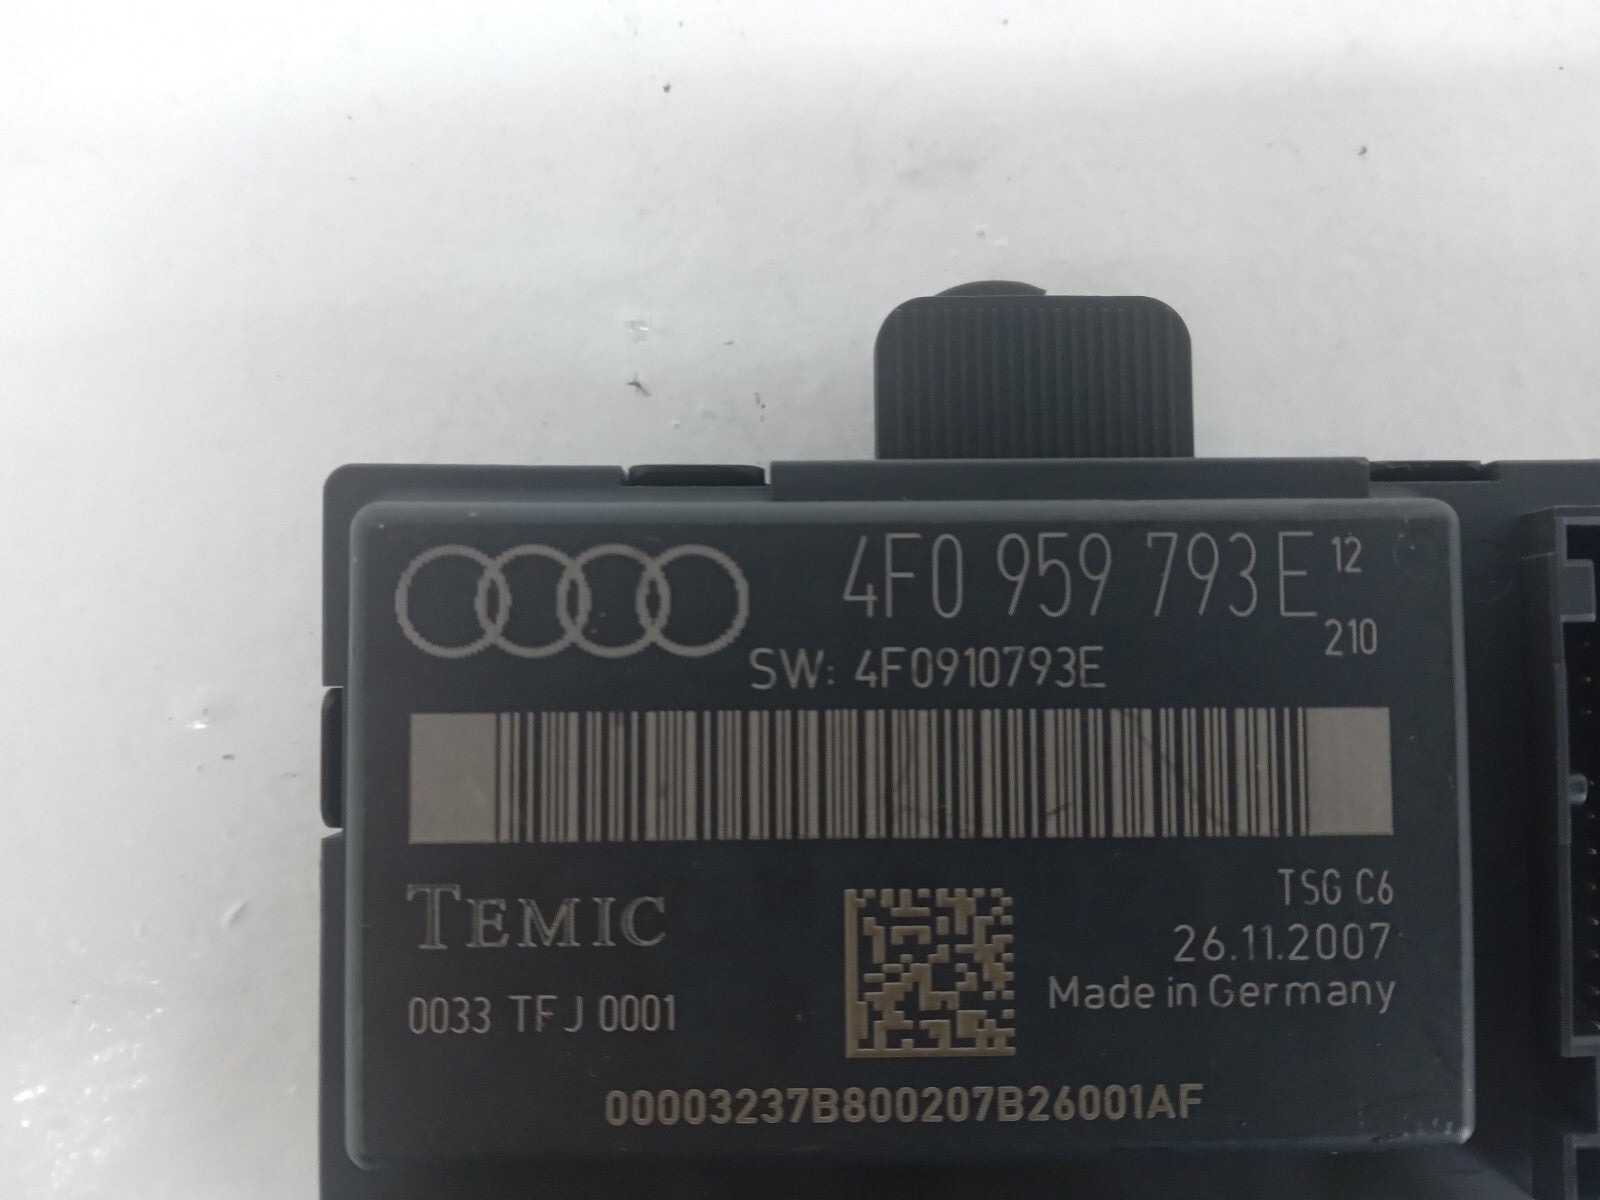 4F0 959 793E 12
210
SW: 4F0910793E
TEMIC
TSG C6
26.11.2007
Made in Germany
0033 TFJ 0001
00003237B800207B26001AF